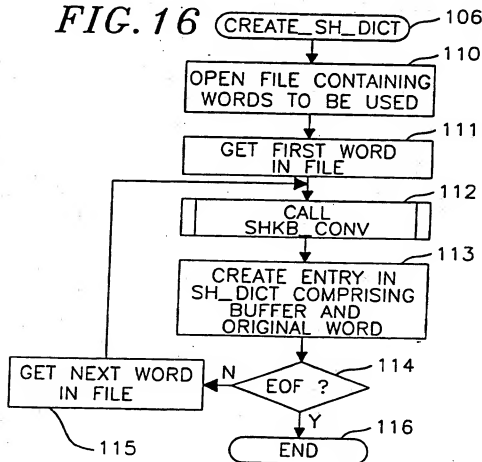 FIG. 16
CREATE_SH_DICT
106
110
OPEN FILE CONTAINING
WORDS TO BE USED
111
GET FIRST WORD
IN FILE
112
CALL
SHKB_CONV
113
CREATE ENTRY IN
SH_DICT COMPRISING
BUFFER AND
ORIGINAL WORD
114
EOF ?
N
GET NEXT WORD
IN FILE
115
Y
116
END